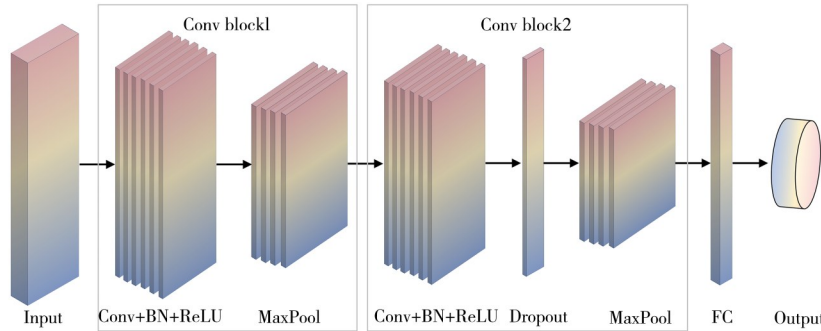 Conv block1
Conv block2
Input
Conv+BN+ReLU
MaxPool
Conv+BN+ReLU
Dropout
MaxPool
FC
Output